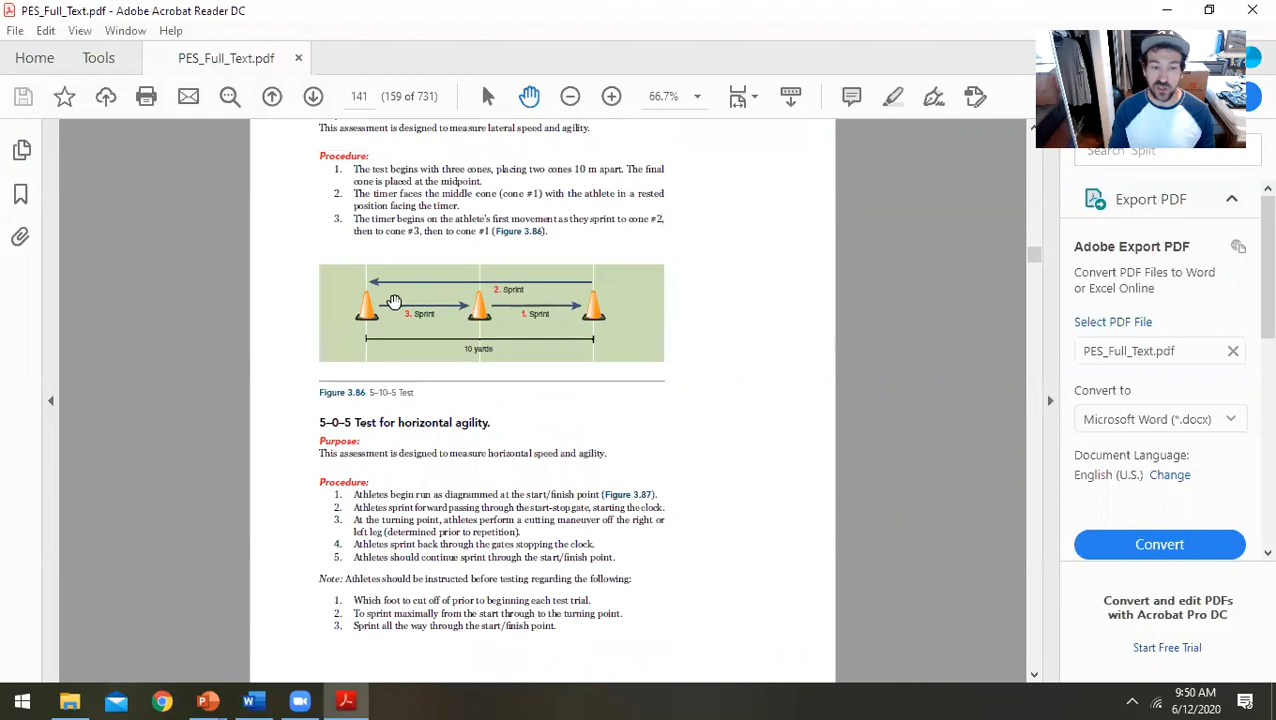 PES_Full_Text.pdf - Adobe Acrobat Reader DC
File Edit View Window Help
Home Tools PES_Full_Text.pdf ×
141 (159 of 731) 66.7%
This assessment is designed to measure lateral speed and agility.
Procedure:
1. The test begins with three cones, placing two cones 10 m apart. The final
cone is placed at the midpoint.
2. The timer faces the middle cone (cone #1) with the athlete in a rested
position facing the timer.
3. The timer begins on the athlete's first movement as they sprint to cone #2,
then to cone #3, then to cone #1 (Figure 3.86).
2. Sprint
3. Sprint 1. Sprint
10 yards
Figure 3.86 5–10–5 Test
5–0–5 Test for horizontal agility.
Purpose:
This assessment is designed to measure horizontal speed and agility.
Procedure:
1. Athletes begin run as diagrammed at the start/finish point (Figure 3.87).
2. Athletes sprint forward passing through the start-stop gate, starting the clock.
3. At the turning point, athletes perform a cutting maneuver off the right or
left leg (determined prior to repetition).
4. Athletes sprint back through the gates stopping the clock.
5. Athletes should continue sprint through the start/finish point.
Note: Athletes should be instructed before testing regarding the following:
1. Which foot to cut off of prior to beginning each test trial.
2. To sprint maximally from the start through to the turning point.
3. Sprint all the way through the start/finish point.
Search 'Split'
Export PDF
Adobe Export PDF
Convert PDF Files to Word
or Excel Online
Select PDF File
PES_Full_Text.pdf
Convert to
Microsoft Word (*.docx)
Document Language:
English (U.S.) Change
Convert
Convert and edit PDFs
with Acrobat Pro DC
Start Free Trial
9:50 AM
6/12/2020